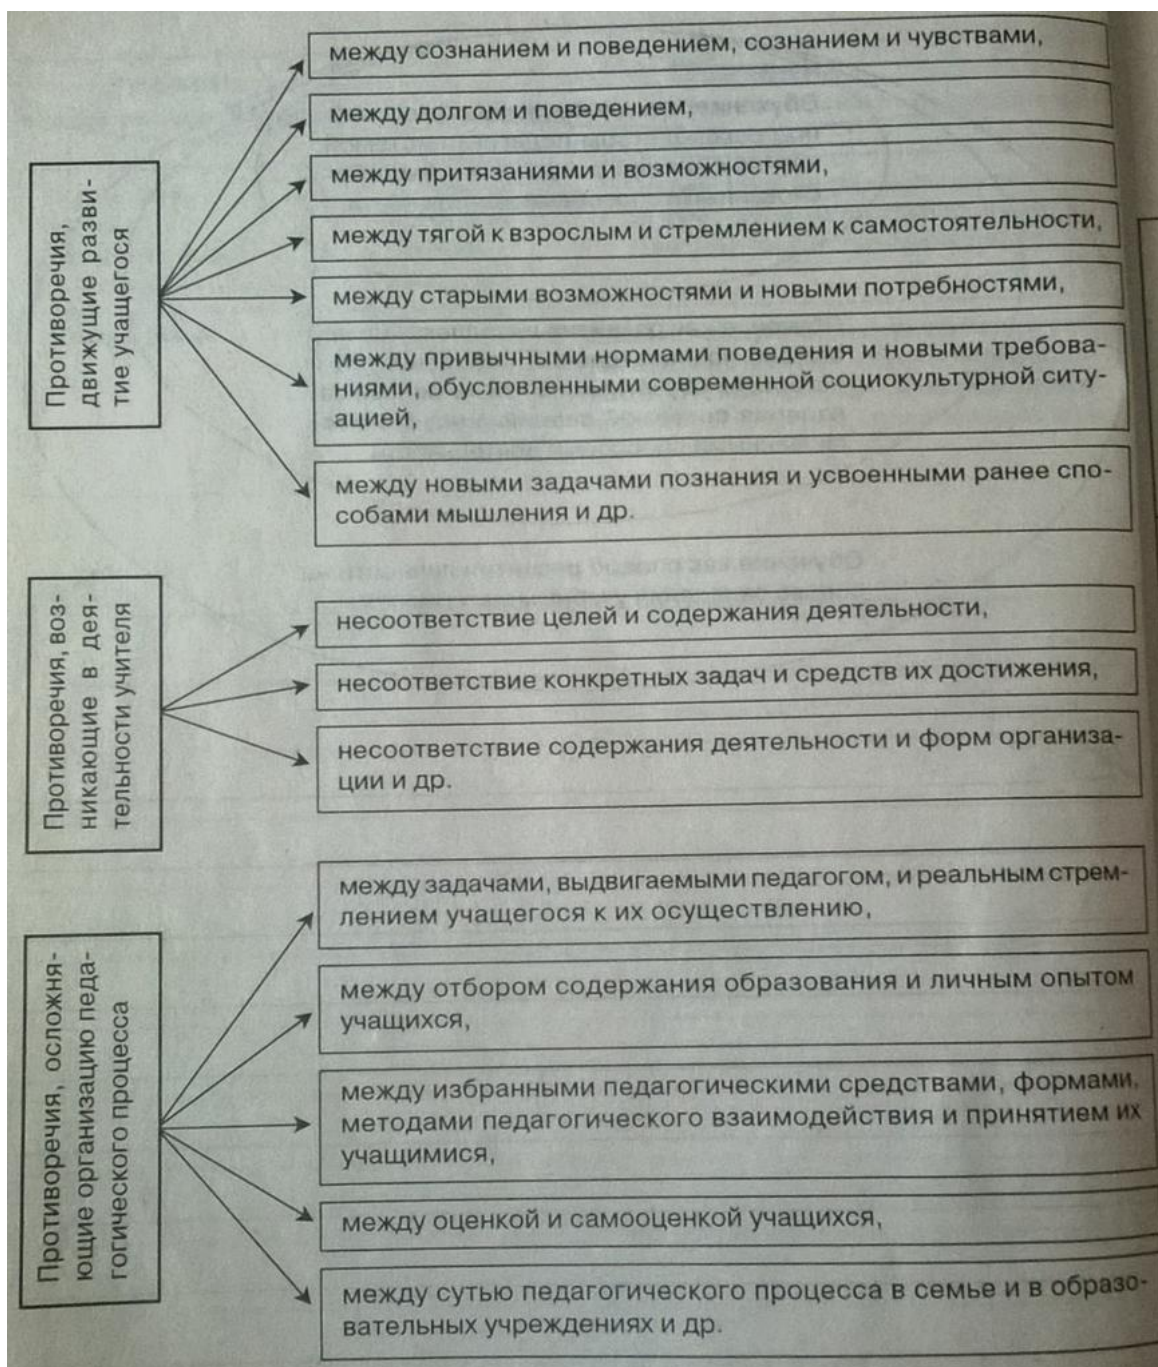 Противоречия,
движущие разви-
тие учащегося
между сознанием и поведением, сознанием и чувствами,
между долгом и поведением,
между притязаниями и возможностями,
между тягой к взрослым и стремлением к самостоятельности,
между старыми возможностями и новыми потребностями,
между привычными нормами поведения и новыми требова-
ниями, обусловленными современной социокультурной ситу-
ацией,
между новыми задачами познания и усвоенными ранее спо-
собами мышления и др.
Противоречия, воз-
никающие в дея-
тельности учителя
несоответствие целей и содержания деятельности,
несоответствие конкретных задач и средств их достижения,
несоответствие содержания деятельности и форм организа-
ции и др.
Противоречия, осложня-
ющие организацию педа-
гогического процесса
между задачами, выдвигаемыми педагогом, и реальным стрем-
лением учащегося к их осуществлению,
между отбором содержания образования и личным опытом
учащихся,
между избранными педагогическими средствами, формами,
методами педагогического взаимодействия и принятием их
учащимися,
между оценкой и самооценкой учащихся,
между сутью педагогического процесса в семье и в образо-
вательных учреждениях и др.